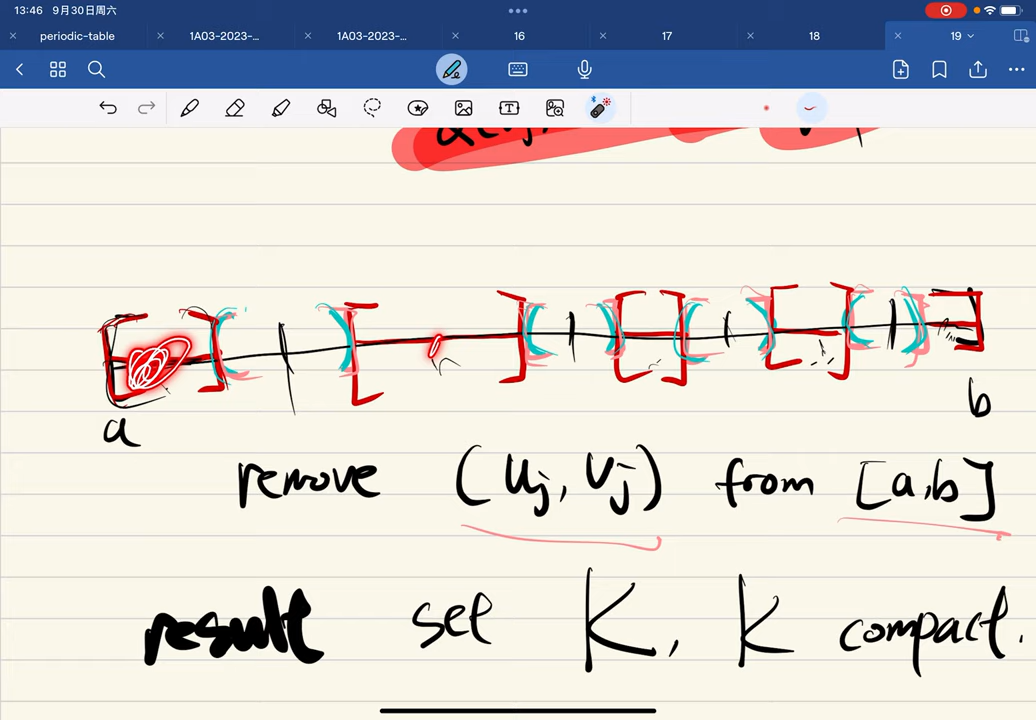 13:46 9月30日周六
periodic-table 1A03-2023-... 1A03-2023-... 16 17 18 19
a
b
remove (uj, vj) from [a,b]
result set K, K compact.